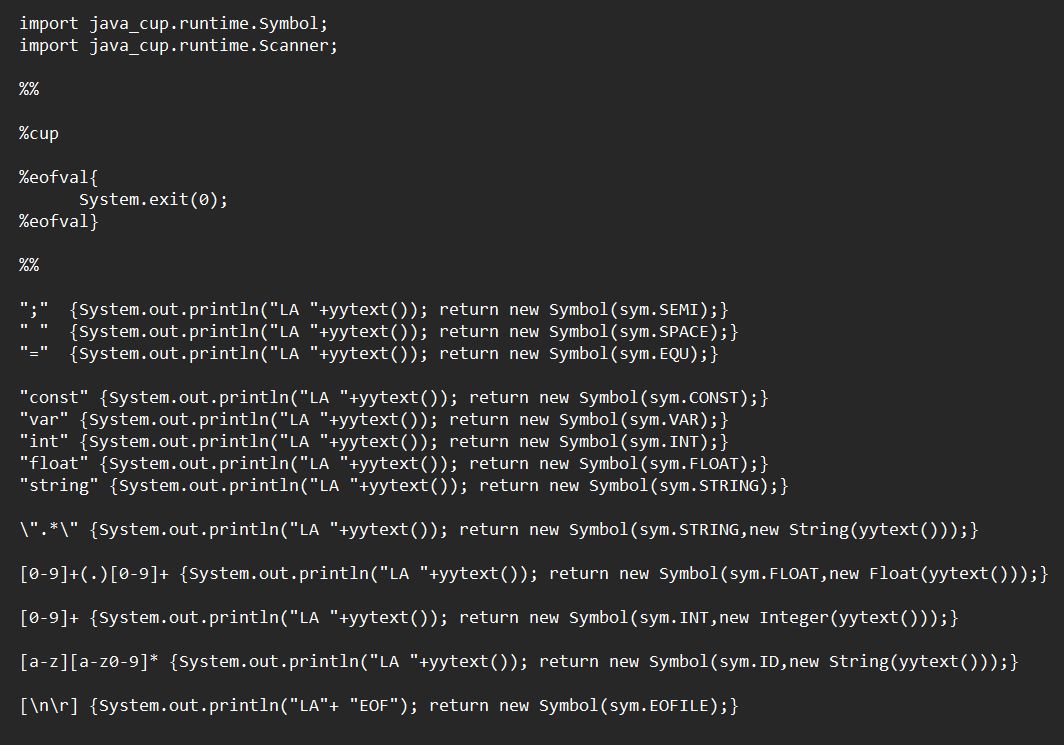 import java_cup.runtime.Symbol;
import java_cup.runtime.Scanner;
%%
%cup
%eofval{
System.exit(0);
%eofval}
%%
";"  {System.out.println("LA "+yytext()); return new Symbol(sym.SEMI);}
" "  {System.out.println("LA "+yytext()); return new Symbol(sym.SPACE);}
"="  {System.out.println("LA "+yytext()); return new Symbol(sym.EQU);}
"const" {System.out.println("LA "+yytext()); return new Symbol(sym.CONST);}
"var" {System.out.println("LA "+yytext()); return new Symbol(sym.VAR);}
"int" {System.out.println("LA "+yytext()); return new Symbol(sym.INT);}
"float" {System.out.println("LA "+yytext()); return new Symbol(sym.FLOAT);}
"string" {System.out.println("LA "+yytext()); return new Symbol(sym.STRING);}
\".*\" {System.out.println("LA "+yytext()); return new Symbol(sym.STRING,new String(yytext()));}
[0-9]+(.)[0-9]+ {System.out.println("LA "+yytext()); return new Symbol(sym.FLOAT,new Float(yytext()));}
[0-9]+ {System.out.println("LA "+yytext()); return new Symbol(sym.INT,new Integer(yytext()));}
[a-z][a-z0-9]* {System.out.println("LA "+yytext()); return new Symbol(sym.ID,new String(yytext()));}
[\n\r] {System.out.println("LA"+ "EOF"); return new Symbol(sym.EOFILE);}